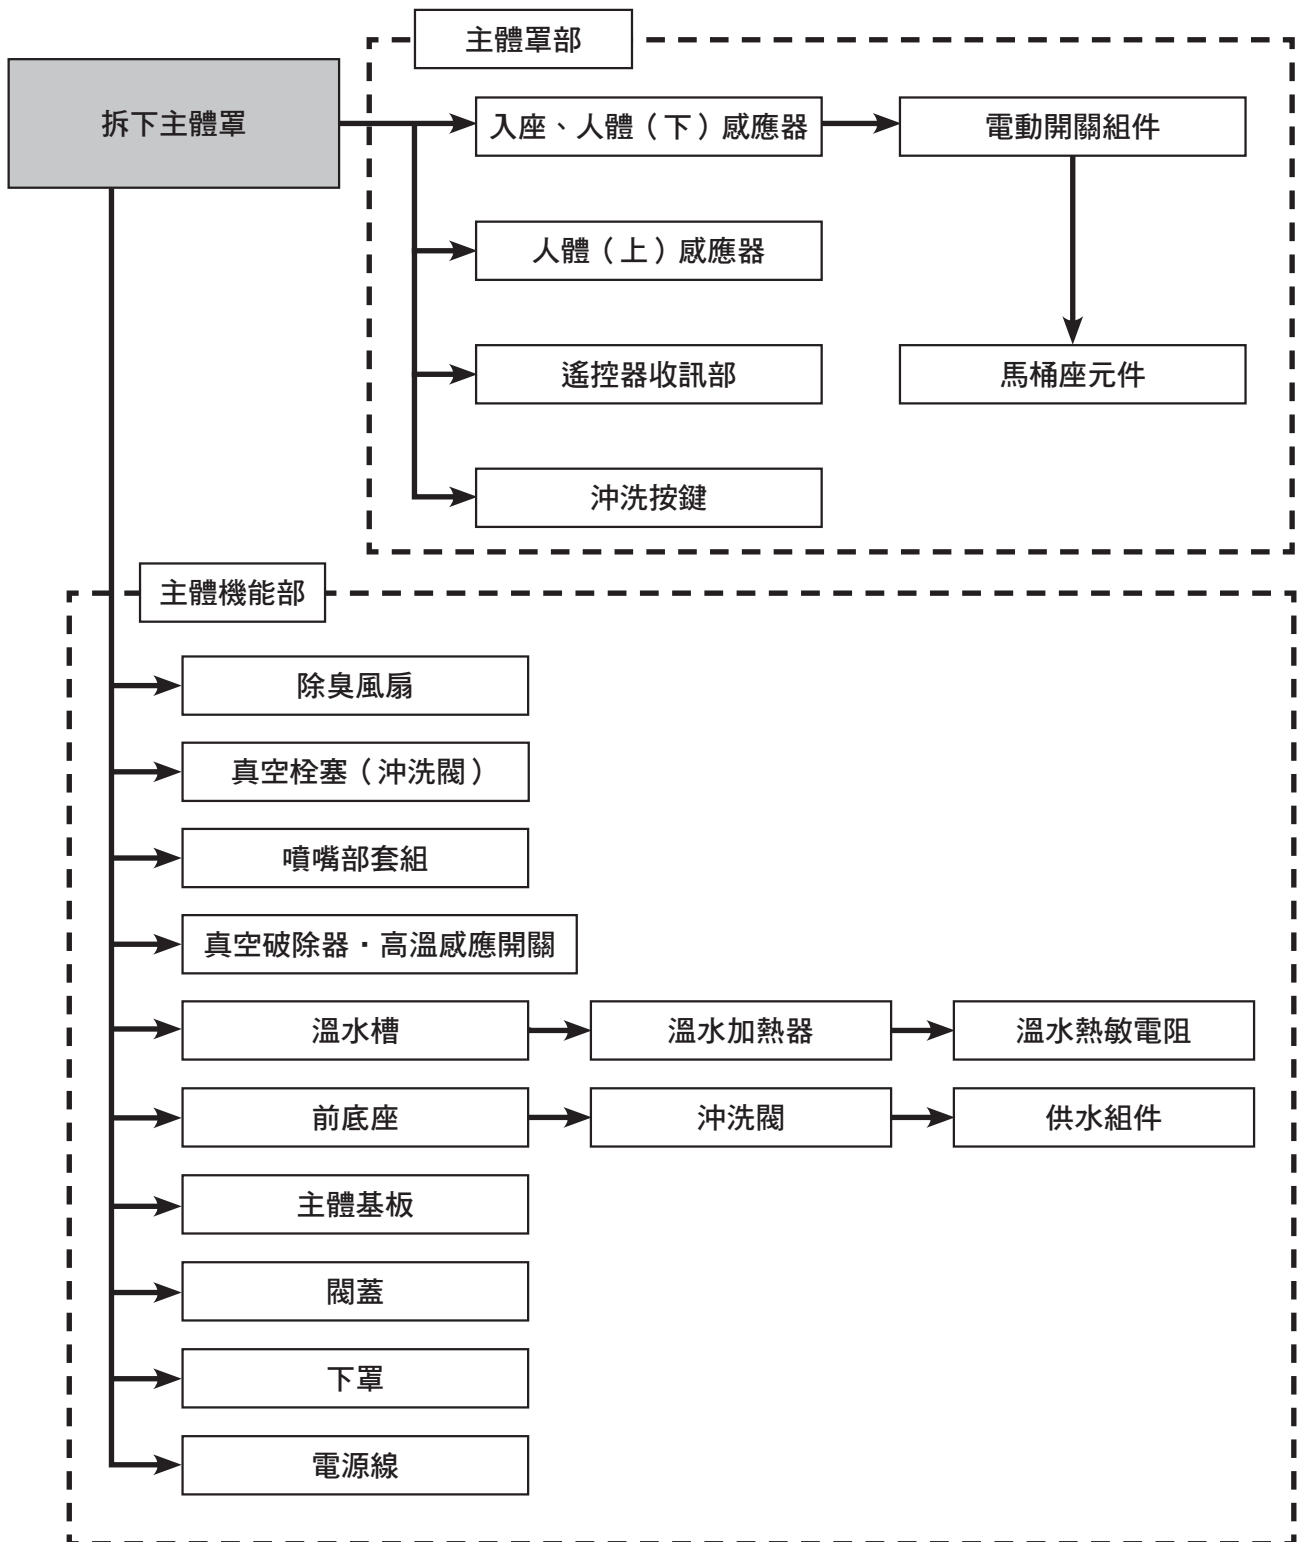 主體罩部
拆下主體罩
入座、人體（下）感應器
電動開關組件
人體（上）感應器
遙控器收訊部
馬桶座元件
沖洗按鍵
主體機能部
除臭風扇
真空栓塞（沖洗閥）
噴嘴部套組
真空破除器・高溫感應開關
溫水槽
溫水加熱器
溫水熱敏電阻
前底座
沖洗閥
供水組件
主體基板
閥蓋
下罩
電源線